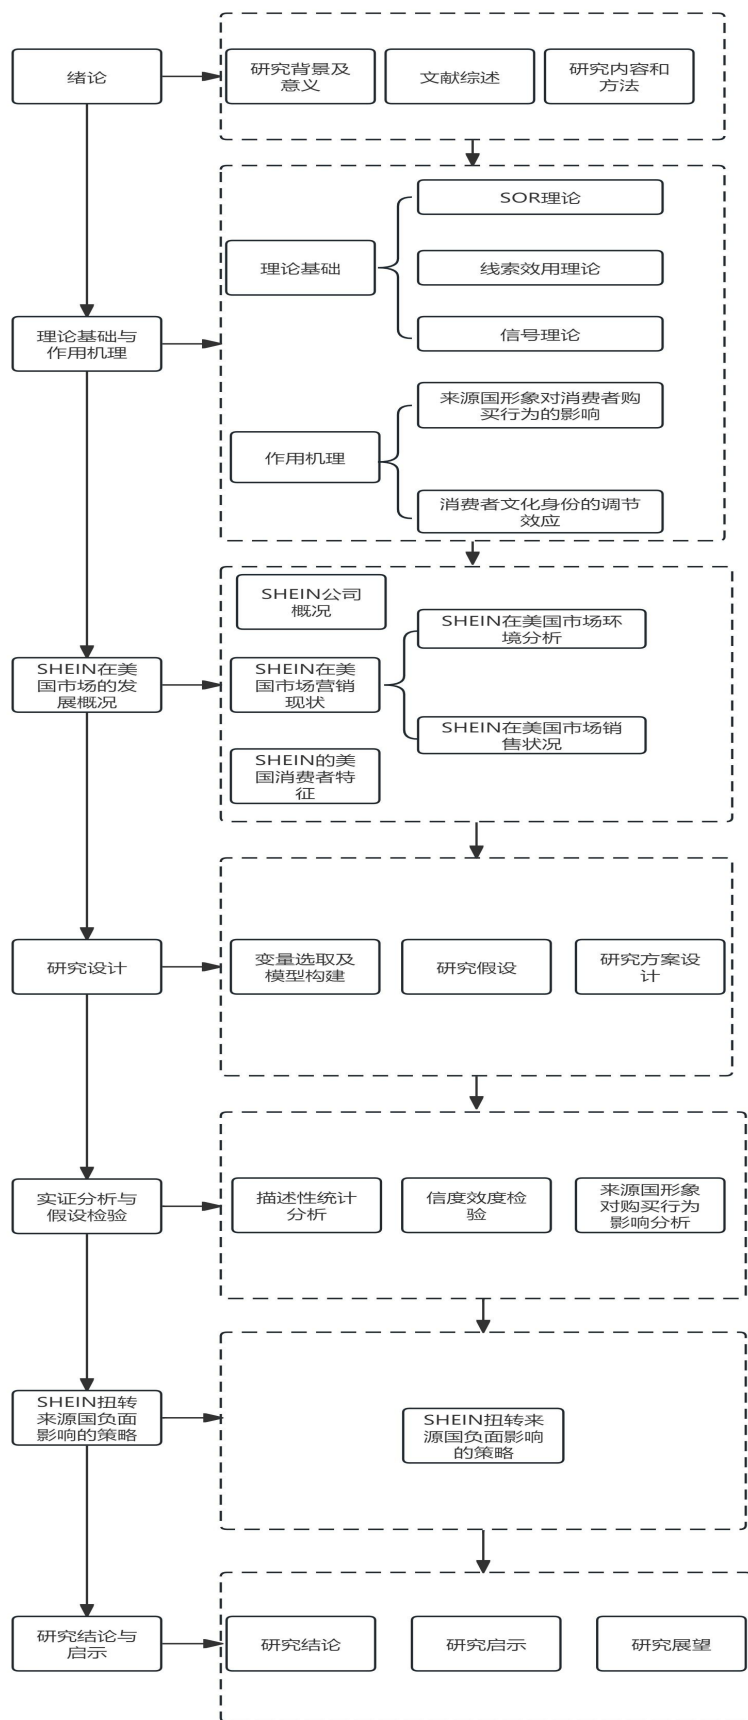 绪论
研究背景及
意义
文献综述
研究内容和
方法
SOR理论
理论基础
线索效用理论
信号理论
理论基础与
作用机理
来源国形象对消费者购
买行为的影响
作用机理
消费者文化身份的调节
效应
SHEIN公司
概况
SHEIN在美国市场环
境分析
SHEIN在美
国市场的发
展概况
SHEIN在美
国市场营销
现状
SHEIN在美国市场销
售状况
SHEIN的美
国消费者特
征
研究设计
变量选取及
模型构建
研究假设
研究方案设
计
实证分析与
假设检验
描述性统计
分析
信度效度检
验
来源国形象
对购买行为
影响分析
SHEIN扭转
来源国负面
影响的策略
SHEIN扭转来
源国负面影响
的策略
研究结论与
启示
研究结论
研究启示
研究展望